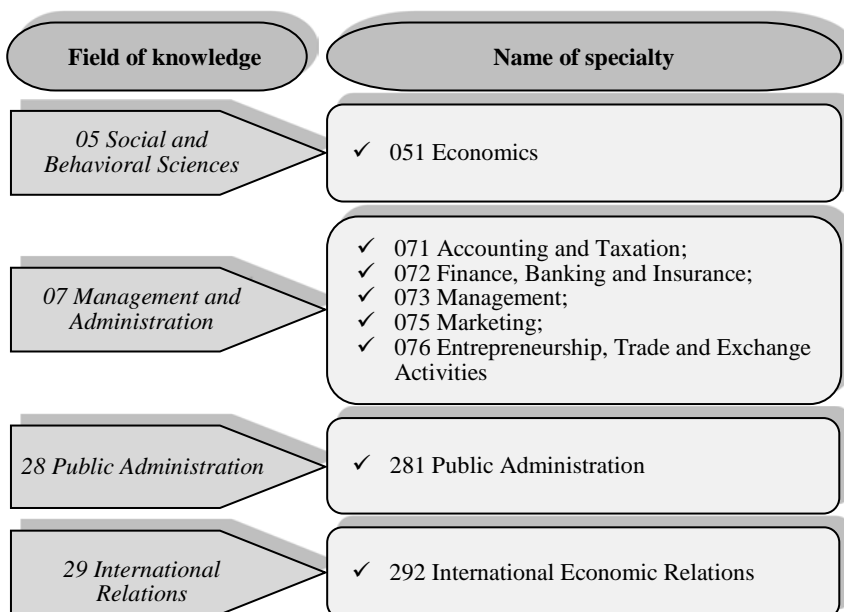 Field of knowledge
Name of specialty
05 Social and
Behavioral Sciences
✓ 051 Economics
07 Management and
Administration
✓ 071 Accounting and Taxation;
✓ 072 Finance, Banking and Insurance;
✓ 073 Management;
✓ 075 Marketing;
✓ 076 Entrepreneurship, Trade and Exchange
Activities
28 Public Administration
✓ 281 Public Administration
29 International
Relations
✓ 292 International Economic Relations